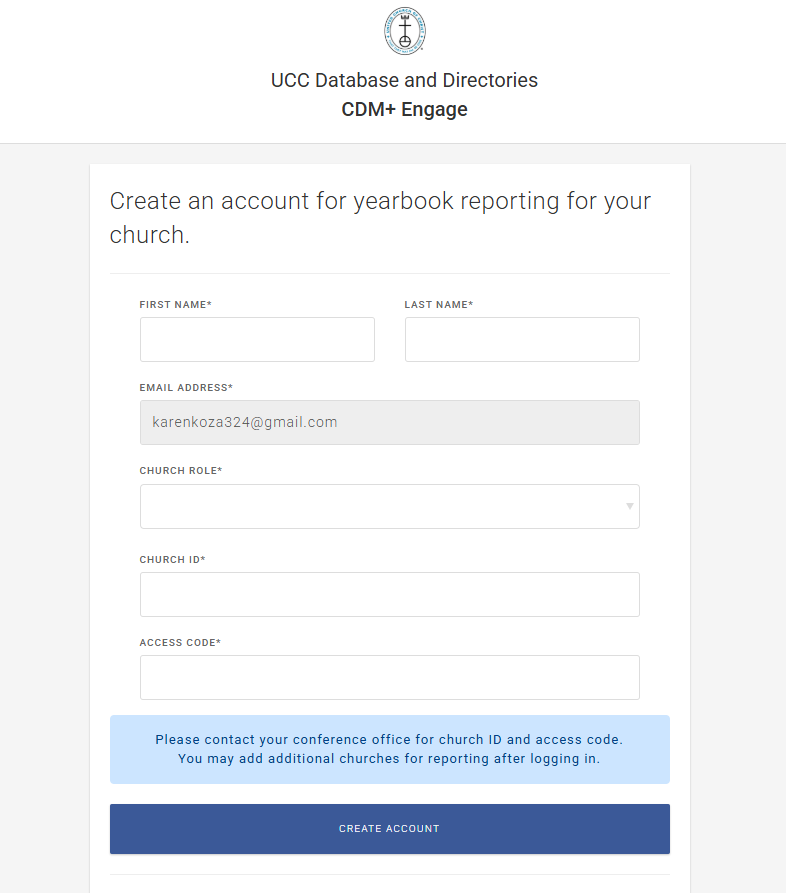 UCC Database and Directories
CDM+ Engage
Create an account for yearbook reporting for your
church.
FIRST NAME*
LAST NAME*
EMAIL ADDRESS*
karenkoza324@gmail.com
CHURCH ROLE*
CHURCH ID*
ACCESS CODE*
Please contact your conference office for church ID and access code.
You may add additional churches for reporting after logging in.
CREATE ACCOUNT